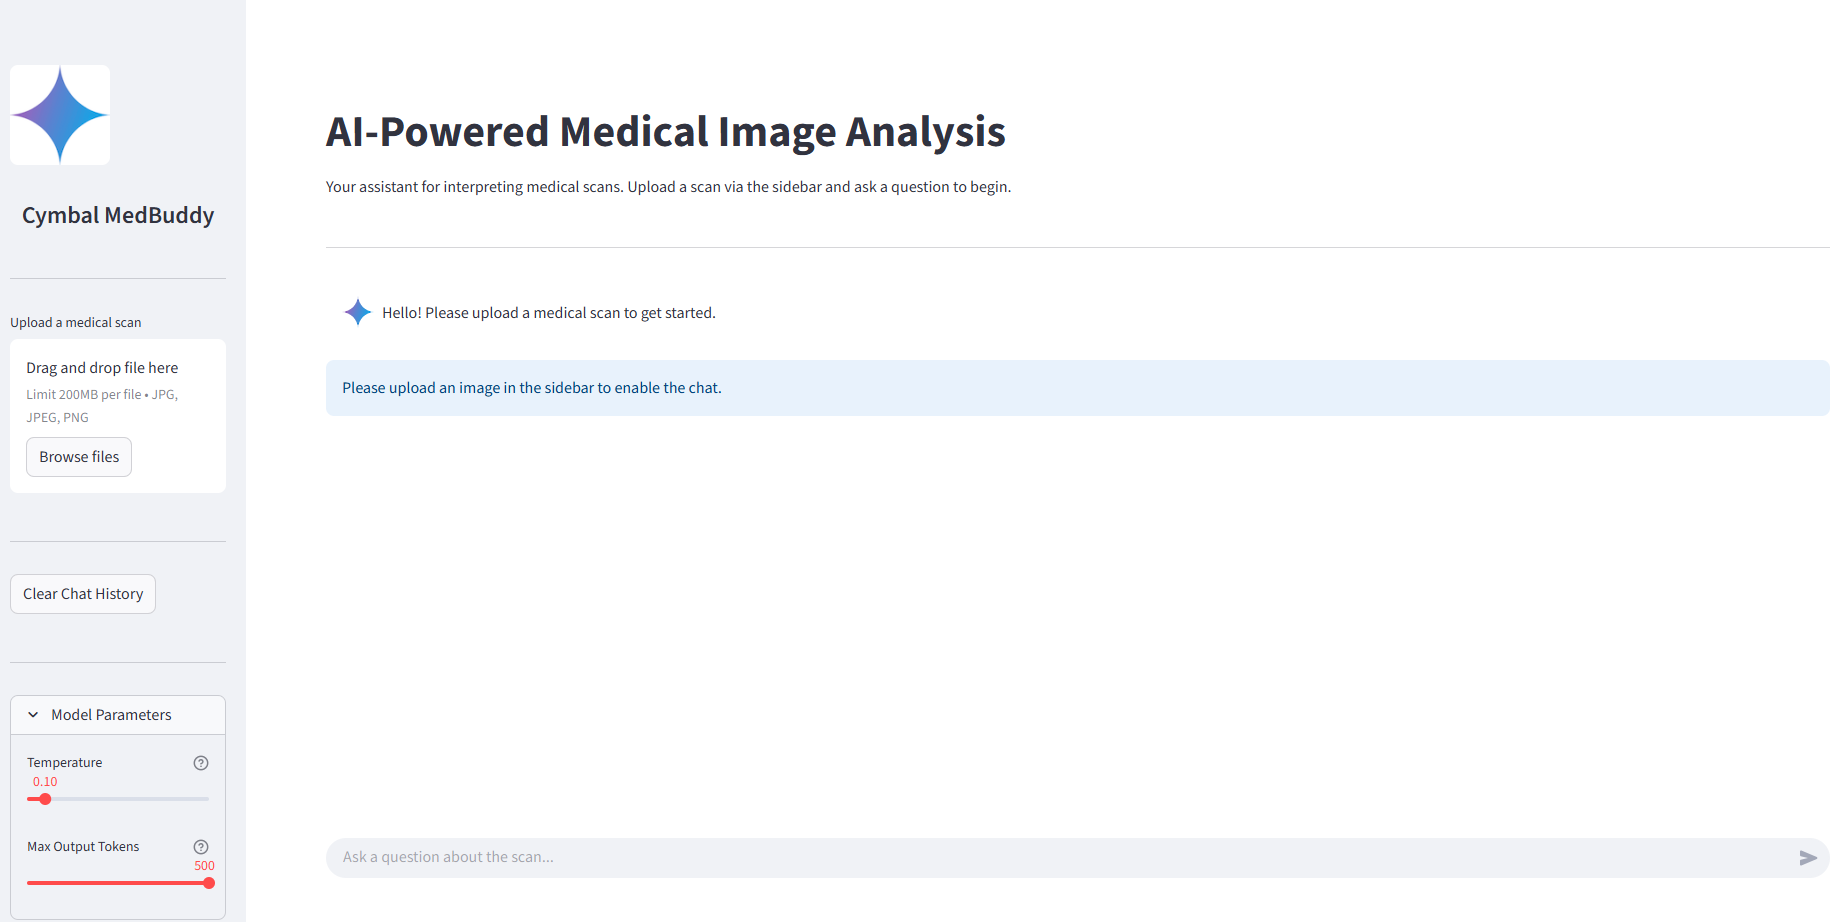 Cymbal MedBuddy
Upload a medical scan
Drag and drop file here
Limit 200MB per file • JPG,
JPEG, PNG
Browse files
Clear Chat History
Model Parameters
Temperature
0.10
Max Output Tokens
500
AI-Powered Medical Image Analysis
Your assistant for interpreting medical scans. Upload a scan via the sidebar and ask a question to begin.
Hello! Please upload a medical scan to get started.
Please upload an image in the sidebar to enable the chat.
Ask a question about the scan...